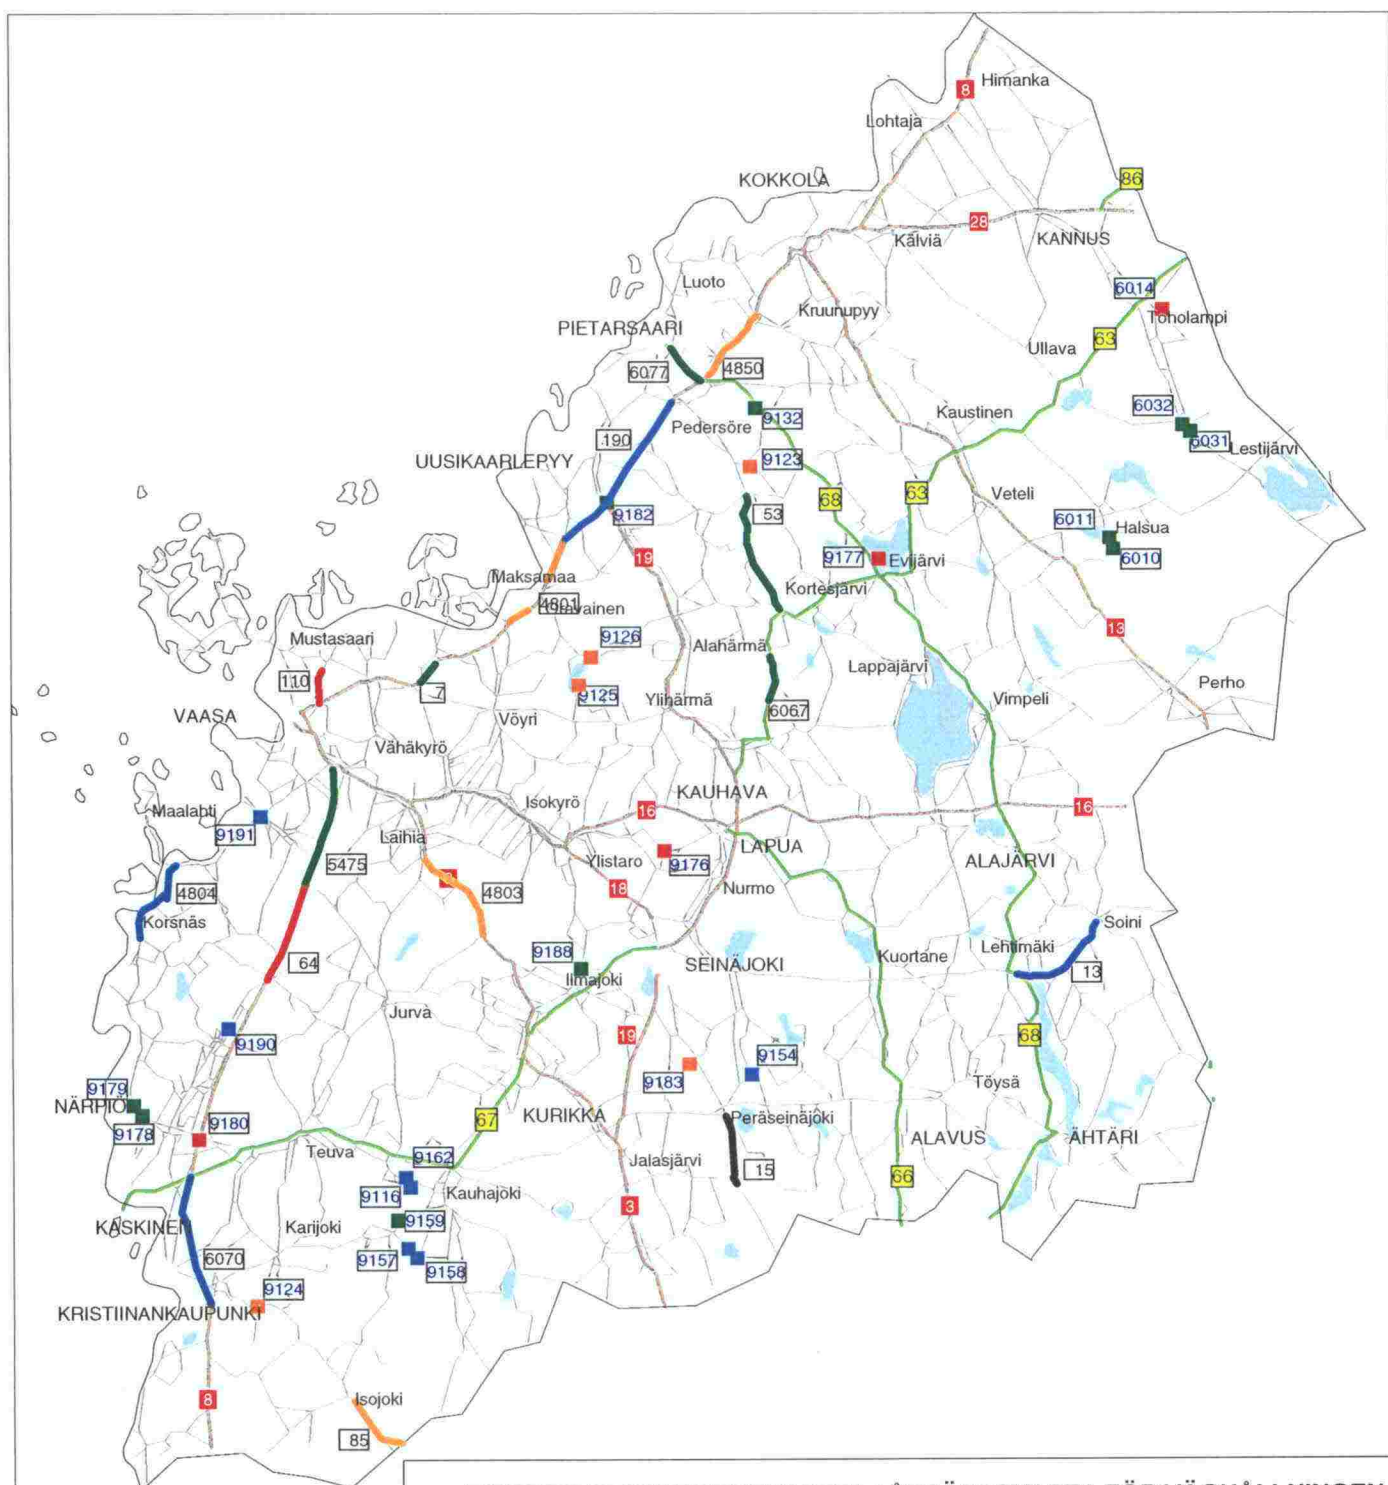 Himanka
8
Lohtaja
KOKKOLA
86
28
Kälviä
KANNUS
Luoto
6014
Toholampi
Kruunupyy
PIETARSAARI
Ullava
63
6077
4850
Kaustinen
6032
9132
Pedersöre
190
6031
Lestijärvi
UUSIKAARLEPYY
9123
68
63
Veteli
53
9182
6011
Halsua
6010
19
9177
Evijärvi
Maksamaa
Kortesjärvi
4801
Oravainen
13
Mustasaari
9126
Alahärmä
Lappajärvi
110
7
9125
Perho
Ylihärmä
Vimpeli
VAASA
Vöyri
6067
Vähäkyrö
KAUHAVA
Isokyrö
16
16
Maalahti
9191
Laihia
LAPUA
Ylistaro
9176
ALAJÄRVI
5475
18
Nurmo
4803
4804
Korsnäs
Soini
Lehtimäki
9188
Kuortane
64
SEINÄJOKI
13
Ilmajoki
Jurva
19
68
9190
9154
9183
Töysä
9179
NÄRPIÖ
KURIKKA
Peräseinäjoki
67
9180
9178
ALAVUS
ÄHTÄRI
Teuva
9162
Jalasjärvi
15
66
9116
Kauhajoki
3
KASKINEN
Karijoki
9159
6070
9157
9158
9124
KRISTIINANKAUPUNKI
8
Isojoki
85